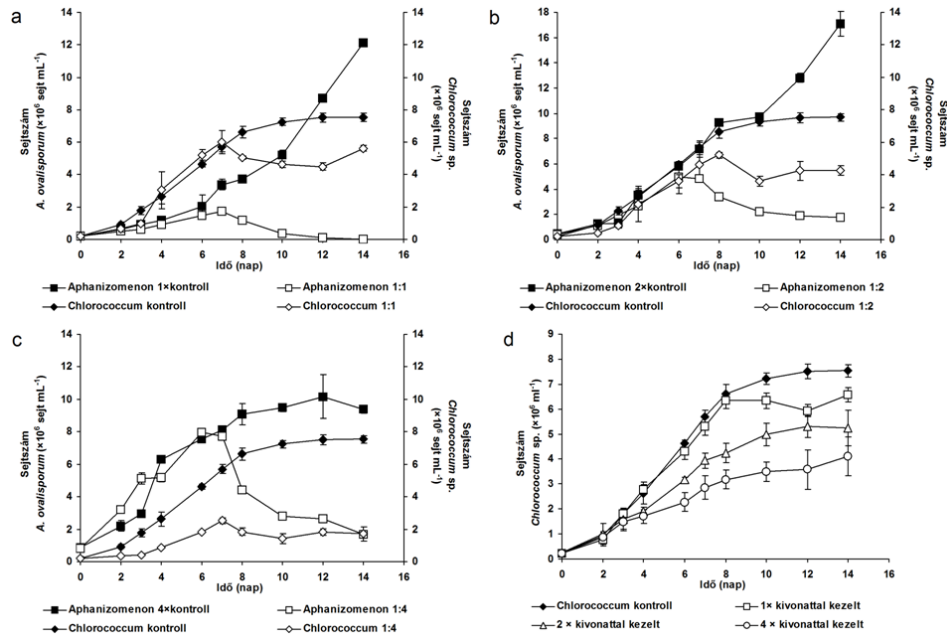 a
14
12
10
8
6
4
2
0
14
12
10
8
6
4
2
0
0 2 4 6 8 10 12 14 16
Sejtszám
A. ovalisporum (×10⁶ sejt mL⁻¹)
Sejtszám
Chlorococcum sp.
(×10⁶ sejt mL⁻¹)
Idő (nap)
Aphanizomenon 1×kontroll
Aphanizomenon 1:1
Chlorococcum kontroll
Chlorococcum 1:1
b
18
16
14
12
10
8
6
4
2
0
14
12
10
8
6
4
2
0
0 2 4 6 8 10 12 14 16
Sejtszám
A. ovalisporum (×10⁶ sejt mL⁻¹)
Sejtszám
Chlorococcum sp.
(×10⁶ sejt mL⁻¹)
Idő (nap)
Aphanizomenon 2×kontroll
Aphanizomenon 1:2
Chlorococcum kontroll
Chlorococcum 1:2
c
14
12
10
8
6
4
2
0
14
12
10
8
6
4
2
0
0 2 4 6 8 10 12 14 16
Sejtszám
A. ovalisporum (×10⁶ sejt mL⁻¹)
Sejtszám
Chlorococcum sp.
(×10⁶ sejt mL⁻¹)
Idő (nap)
Aphanizomenon 4×kontroll
Aphanizomenon 1:4
Chlorococcum kontroll
Chlorococcum 1:4
d
9
8
7
6
5
4
3
2
1
0
0 2 4 6 8 10 12 14 16
Sejtszám
Chlorococcum sp. (×10⁶ ml⁻¹)
Idő (nap)
Chlorococcum kontroll
1× kivonattal kezelt
2 × kivonattal kezelt
4 × kivonattal kezelt